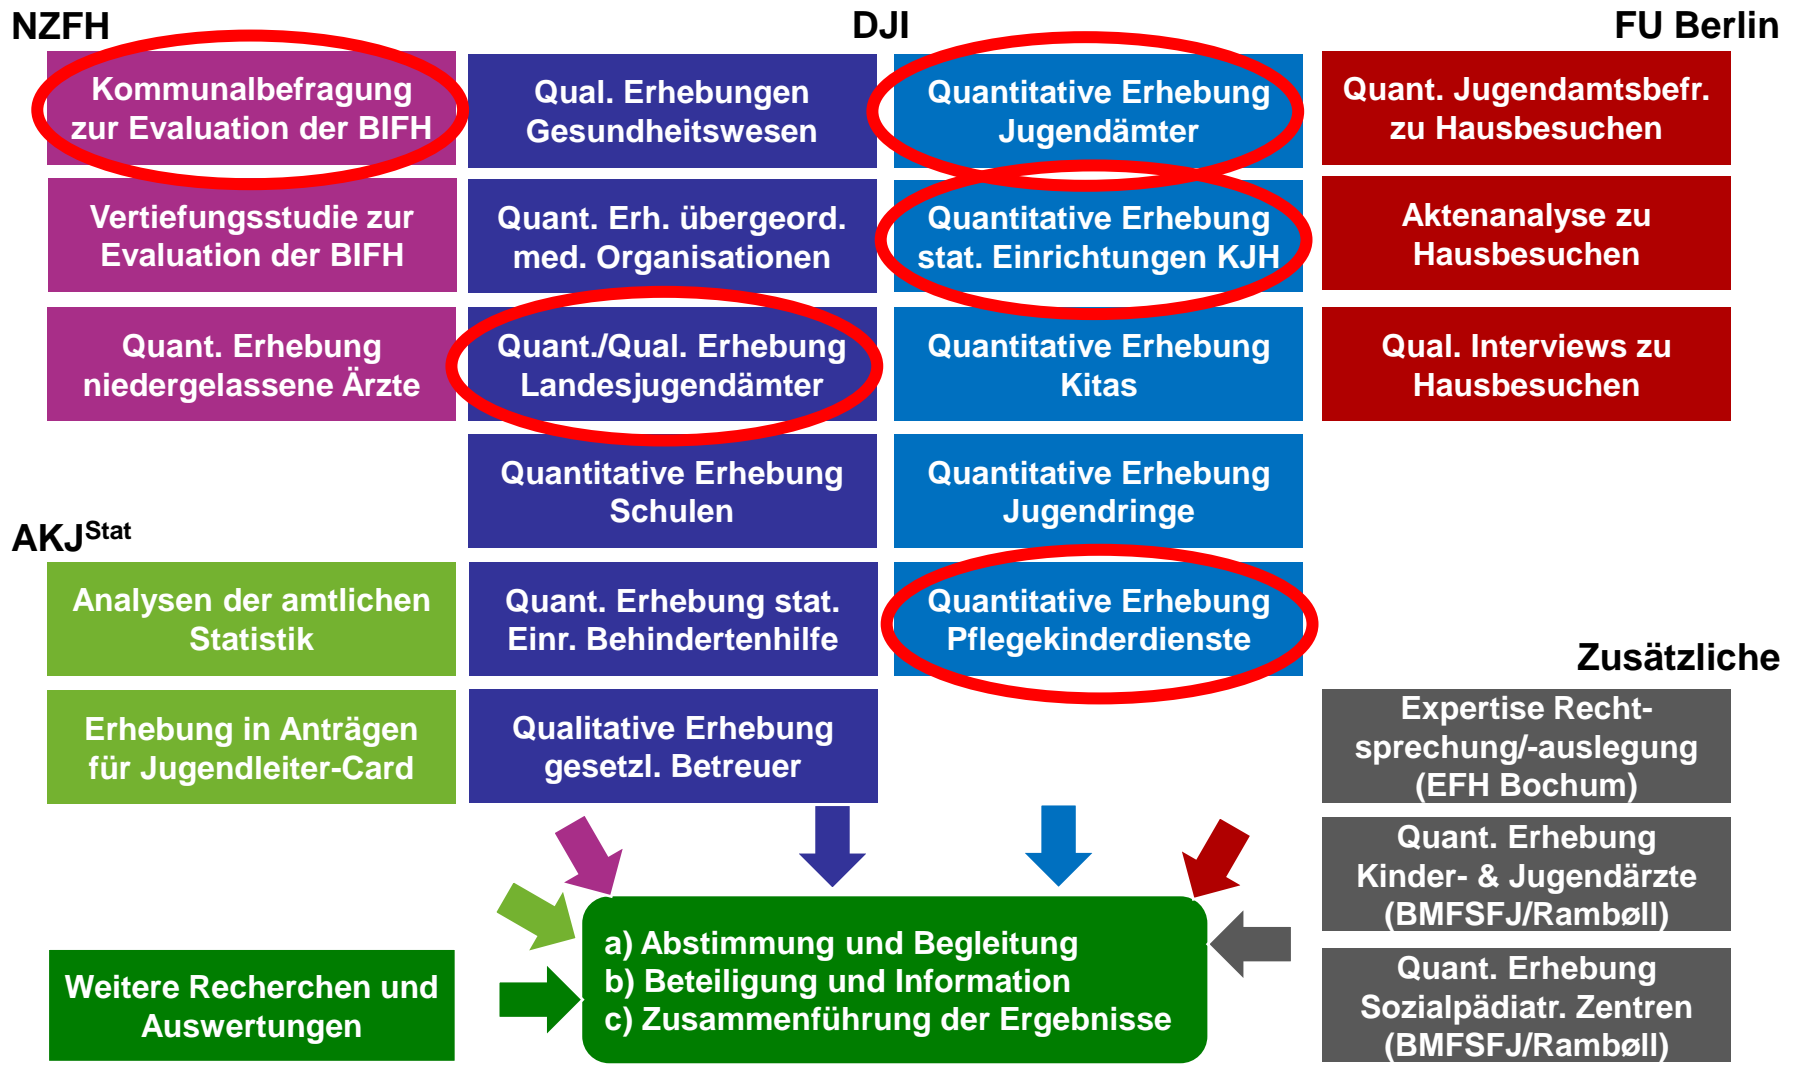 NZFH
Kommunalbefragung
zur Evaluation der BIFH
Vertiefungsstudie zur
Evaluation der BIFH
Quant. Erhebung
niedergelassene Ärzte
AKJStat
Analysen der amtlichen
Statistik
Erhebung in Anträgen
für Jugendleiter-Card
Weitere Recherchen und
Auswertungen
DJI
Qual. Erhebungen
Gesundheitswesen
Quant. Erh. übergeord.
med. Organisationen
Quant./Qual. Erhebung
Landesjugendämter
Quantitative Erhebung
Schulen
Quant. Erhebung stat.
Einr. Behindertenhilfe
Qualitative Erhebung
gesetzl. Betreuer
Quantitative Erhebung
Jugendämter
Quantitative Erhebung
stat. Einrichtungen KJH
Quantitative Erhebung
Kitas
Quantitative Erhebung
Jugendringe
Quantitative Erhebung
Pflegekinderdienste
FU Berlin
Quant. Jugendamtsbefr.
zu Hausbesuchen
Aktenanalyse zu
Hausbesuchen
Qual. Interviews zu
Hausbesuchen
Zusätzliche
Expertise Recht-
sprechung/-auslegung
(EFH Bochum)
Quant. Erhebung
Kinder- & Jugendärzte
(BMFSFJ/Rambøll)
Quant. Erhebung
Sozialpädiatr. Zentren
(BMFSFJ/Rambøll)
a) Abstimmung und Begleitung
b) Beteiligung und Information
c) Zusammenführung der Ergebnisse